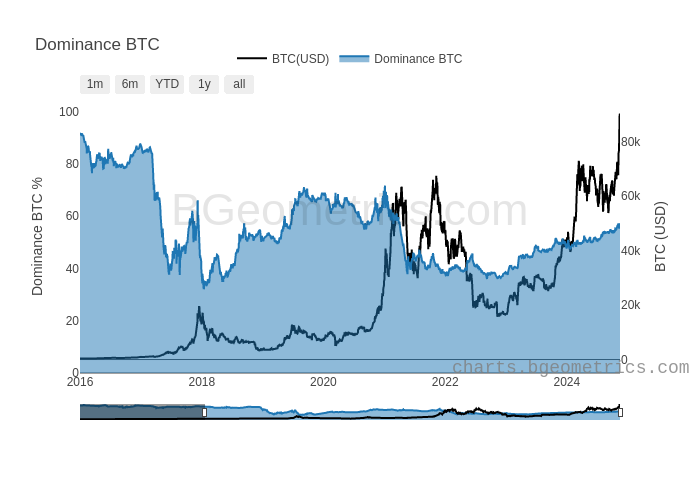 Dominance BTC
BTC(USD) Dominance BTC
1m 6m YTD 1y all
100
80
60
40
20
0
Dominance BTC %
80k
60k
40k
20k
0
BTC (USD)
BGeometrics.com
charts.bgeometrics.com
2016 2018 2020 2022 2024